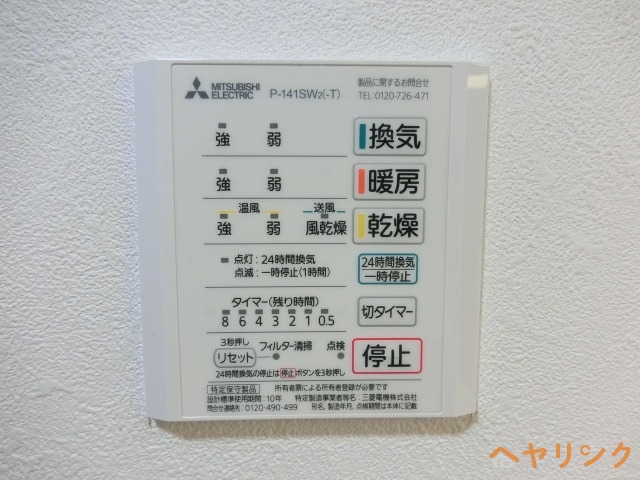 MITSUBISHI ELECTRIC P-141SW2(-T)
製品に関するお問合せ
TEL:0120-726-471
強 弱 換気
強 弱 暖房
温風 送風
強 弱 風乾燥 乾燥
点灯:24時間換気
点滅:一時停止(1時間)
24時間換気
一時停止
タイマー(残り時間)
8 6 4 3 2 1 0.5
切タイマー
3秒押し
リセット フィルター清掃 点検
停止
24時間換気の停止は停止ボタンを3秒押し
特定保守製品 所有者票による所有者登録が必要です
設計標準使用期間:10年 特定製造事業者等名:三菱電機株式会社
問合せ連絡先:0120-490-499 形名、製造年月、点検期間は本体に記載
ヘヤリンク